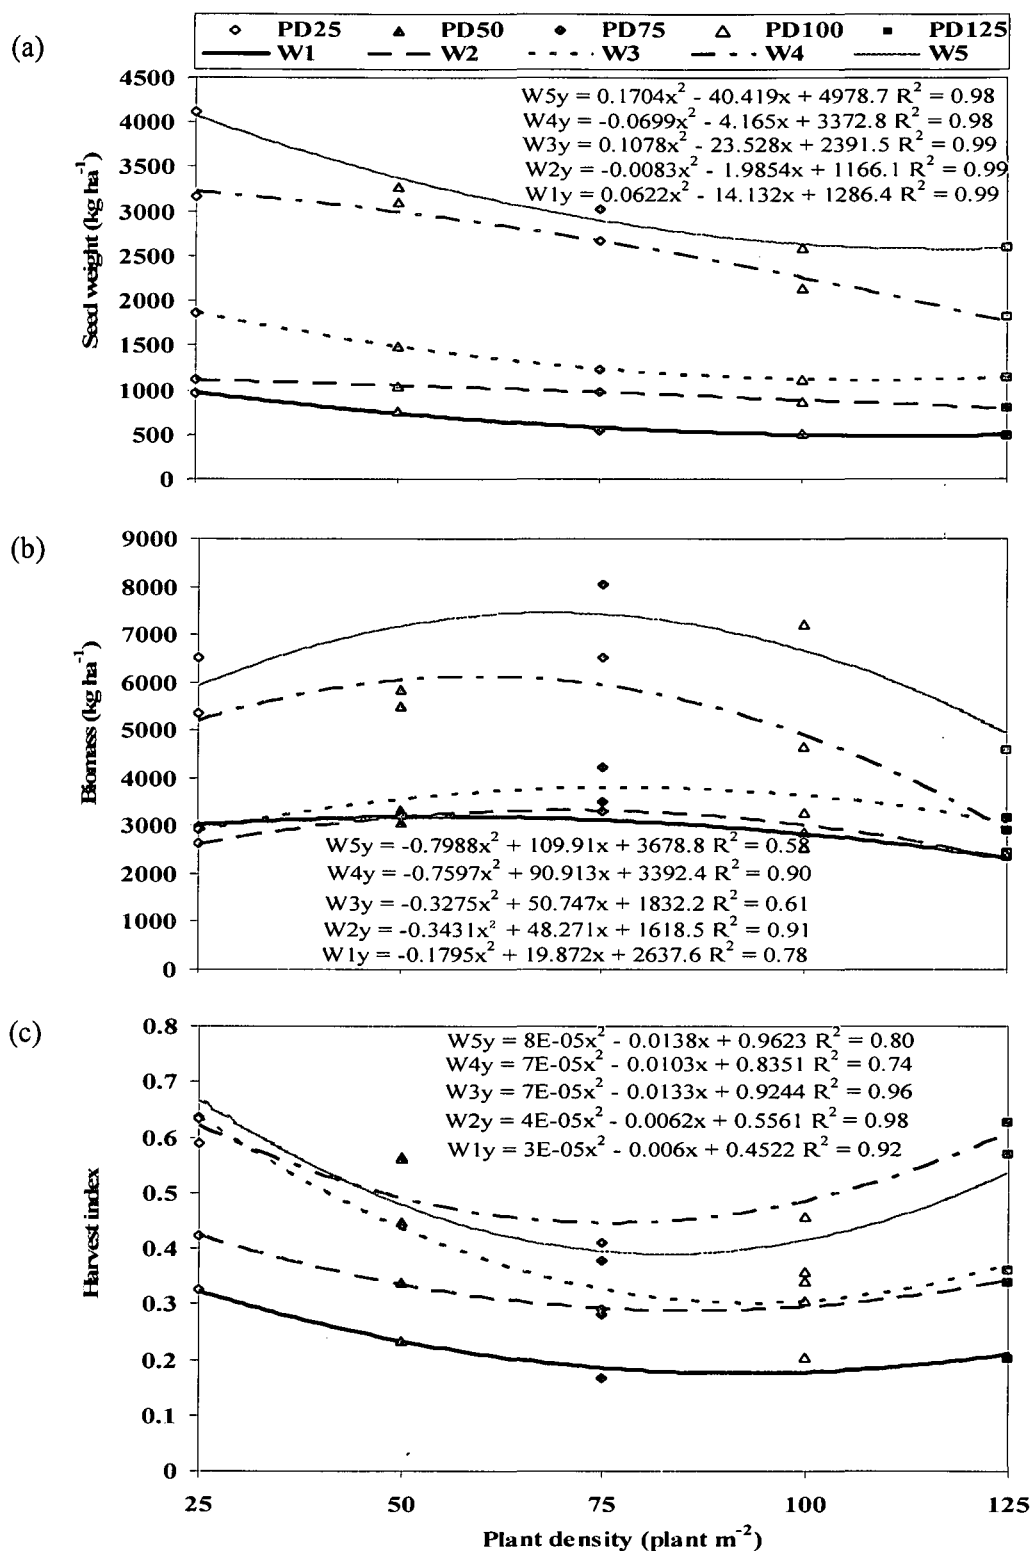 (a)
PD25 PD50 PD75 PD100 PD125
W1 W2 W3 W4 W5
4500
4000
3500
3000
2500
2000
1500
1000
500
0
Seed weight (kg ha⁻¹)
W5y = 0.1704x² - 40.419x + 4978.7 R² = 0.98
W4y = -0.0699x² - 4.165x + 3372.8 R² = 0.98
W3y = 0.1078x² - 23.528x + 2391.5 R² = 0.99
W2y = -0.0083x² - 1.9854x + 1166.1 R² = 0.99
W1y = 0.0622x² - 14.132x + 1286.4 R² = 0.99
(b)
9000
8000
7000
6000
5000
4000
3000
2000
1000
0
Biomass (kg ha⁻¹)
W5y = -0.7988x² + 109.91x + 3678.8 R² = 0.58
W4y = -0.7597x² + 90.913x + 3392.4 R² = 0.90
W3y = -0.3275x² + 50.747x + 1832.2 R² = 0.61
W2y = -0.3431x² + 48.271x + 1618.5 R² = 0.91
W1y = -0.1795x² + 19.872x + 2637.6 R² = 0.78
(c)
0.8
0.7
0.6
0.5
0.4
0.3
0.2
0.1
0
Harvest index
W5y = 8E-05x² - 0.0138x + 0.9623 R² = 0.80
W4y = 7E-05x² - 0.0103x + 0.8351 R² = 0.74
W3y = 7E-05x² - 0.0133x + 0.9244 R² = 0.96
W2y = 4E-05x² - 0.0062x + 0.5561 R² = 0.98
W1y = 3E-05x² - 0.006x + 0.4522 R² = 0.92
25 50 75 100 125
Plant density (plant m⁻²)